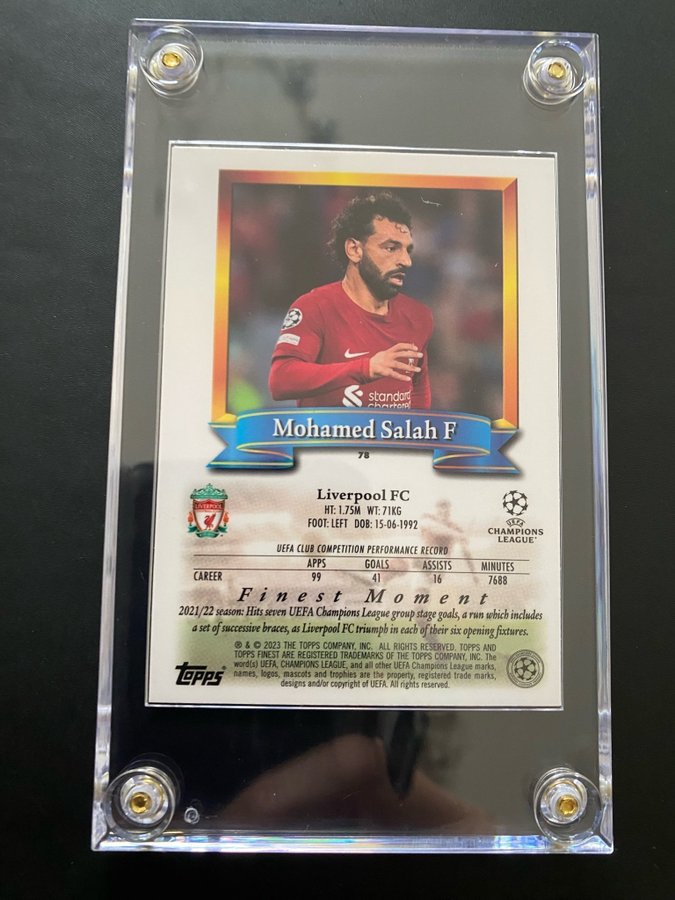 standard
chartered
Mohamed Salah F
78
LIVERPOOL
Liverpool FC
HT: 1.75M WT: 71KG
FOOT: LEFT DOB: 15-06-1992
UEFA
CHAMPIONS
LEAGUE
UEFA CLUB COMPETITION PERFORMANCE RECORD
APPS GOALS ASSISTS MINUTES
CAREER 99 41 16 7688
Finest Moment
2021/22 season: Hits seven UEFA Champions League group stage goals, a run which includes
a set of successive braces, as Liverpool FC triumph in each of their six opening fixtures.
® & © 2023 THE TOPPS COMPANY, INC. ALL RIGHTS RESERVED. TOPPS AND
TOPPS FINEST ARE REGISTERED TRADEMARKS OF THE TOPPS COMPANY, INC. The
word(s) UEFA, CHAMPIONS LEAGUE, and all other UEFA Champions League marks,
names, logos, mascots and trophies are the property, registered trade marks,
designs and/or copyright of UEFA. All rights reserved.
TOPPS